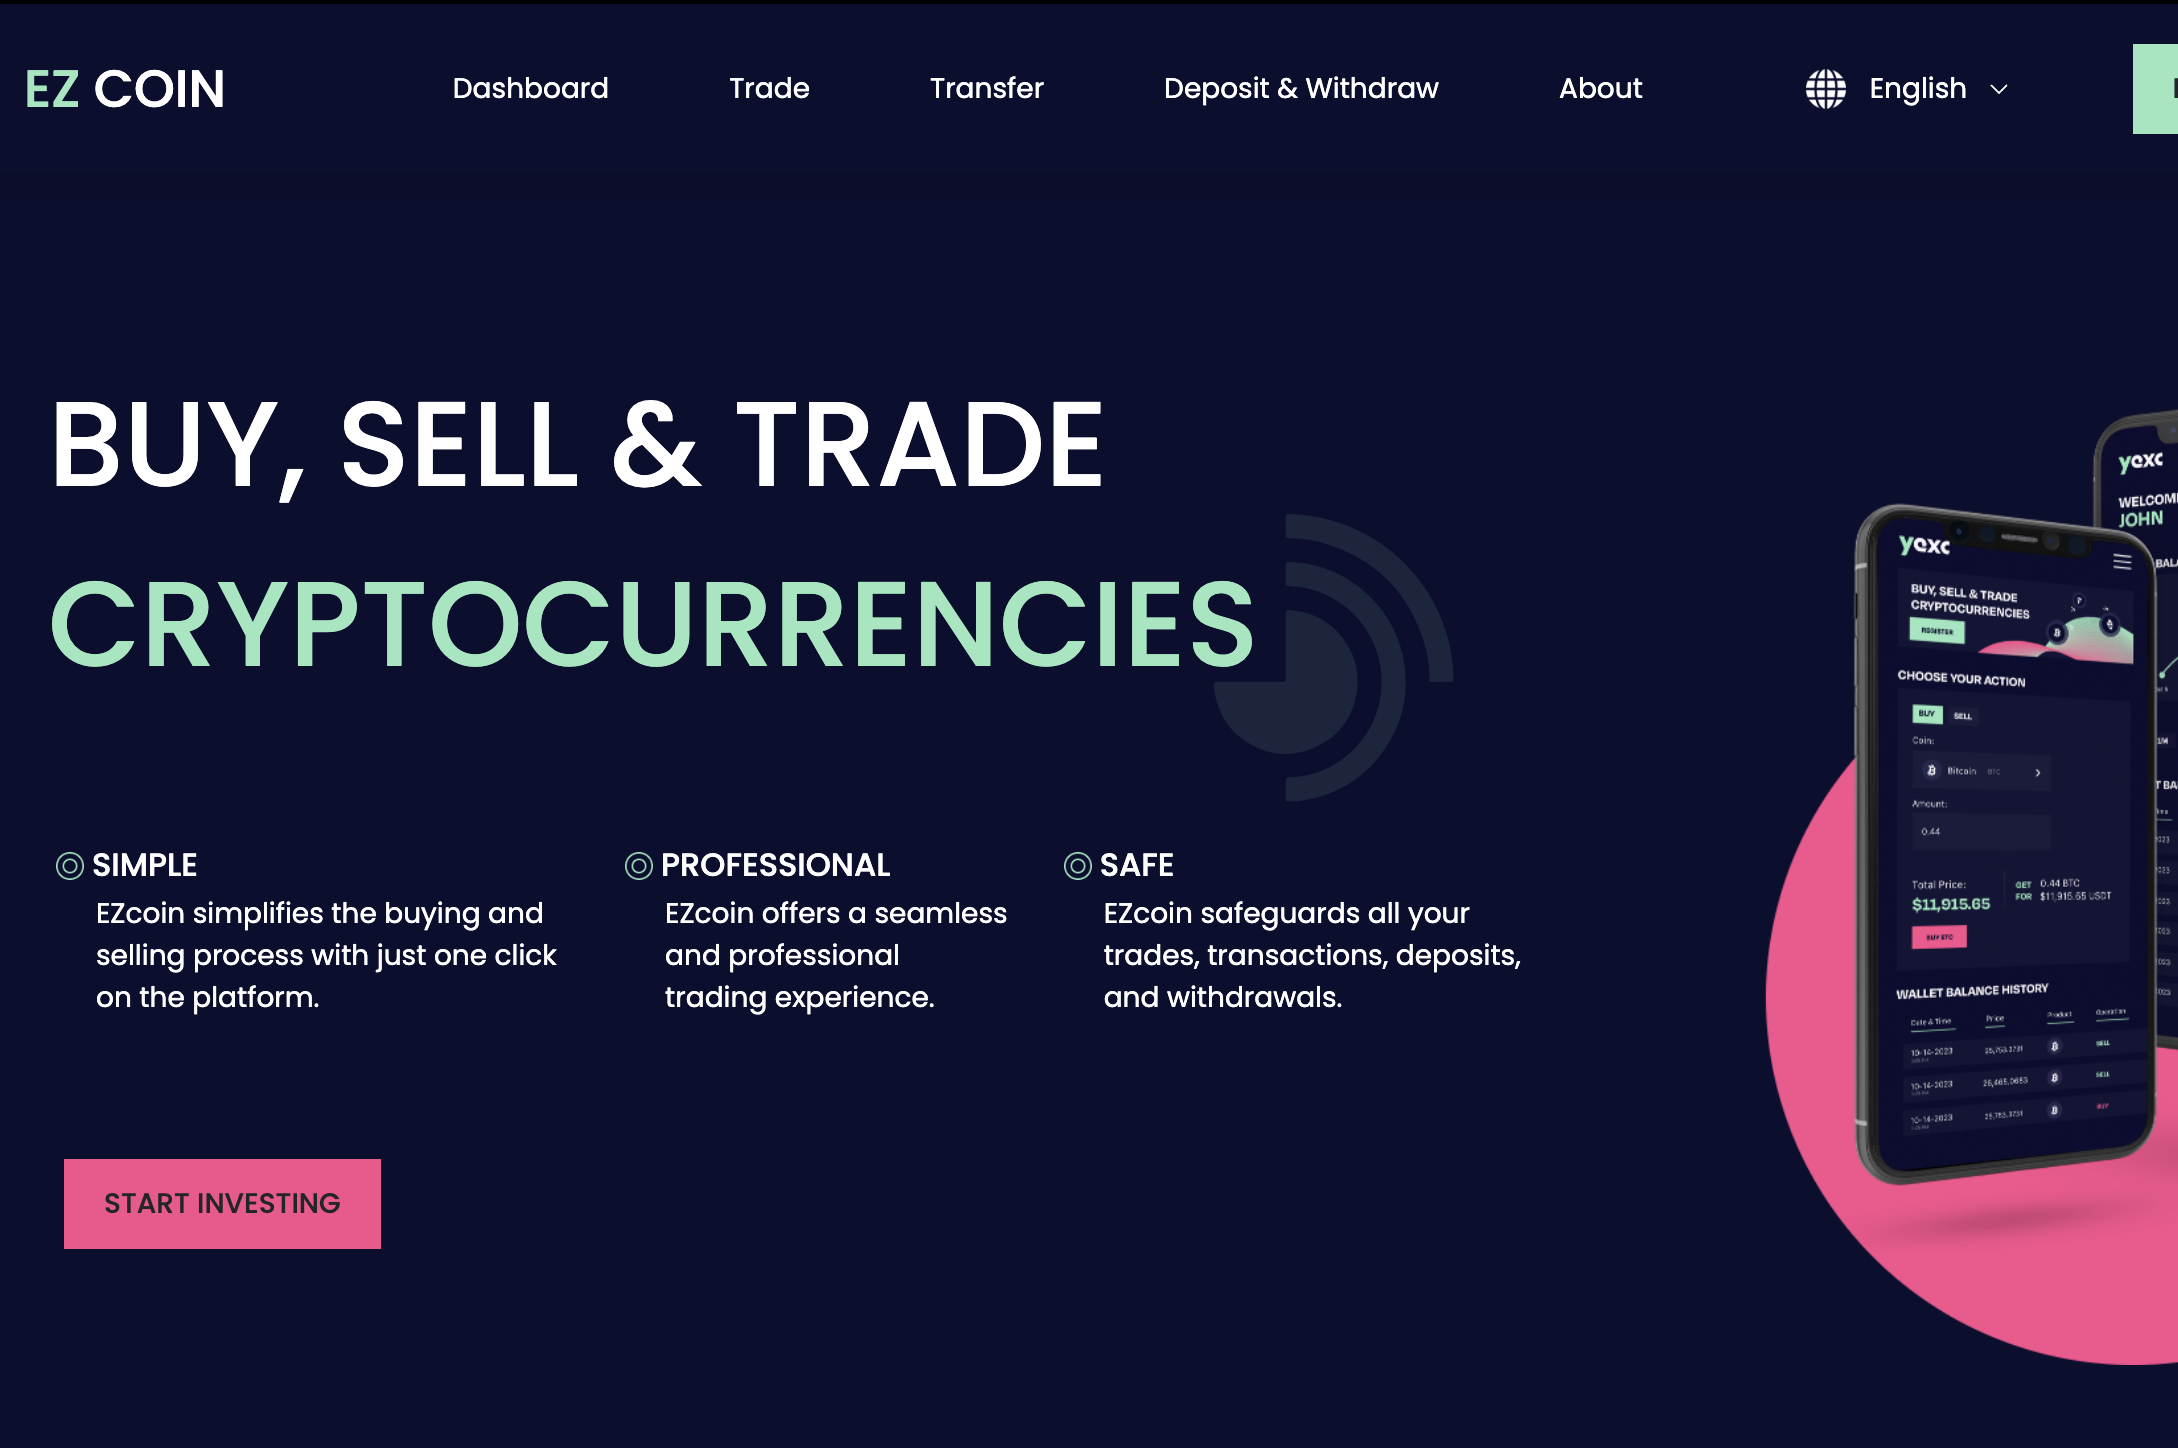 EZ COIN
Dashboard
Trade
Transfer
Deposit & Withdraw
About
English
BUY, SELL & TRADE
CRYPTOCURRENCIES
SIMPLE
EZcoin simplifies the buying and
selling process with just one click
on the platform.
PROFESSIONAL
EZcoin offers a seamless
and professional
trading experience.
SAFE
EZcoin safeguards all your
trades, transactions, deposits,
and withdrawals.
START INVESTING
yexc
JOHN
yexc
BUY, SELL & TRADE
CRYPTOCURRENCIES
REGISTER
CHOOSE YOUR ACTION
BUY SELL
Coin:
Bitcoin BTC
Amount:
0.44
Total Price:
$11,915.65
GET 0.44 BTC
FOR $11,915.65 USDT
BUY BTC
WALLET BALANCE HISTORY
Date & Time Price Product Operation
10-14-2023 25,753.3731 SELL
10-14-2023 25,465.0653 SELL
10-14-2023 25,753.3731 BUY